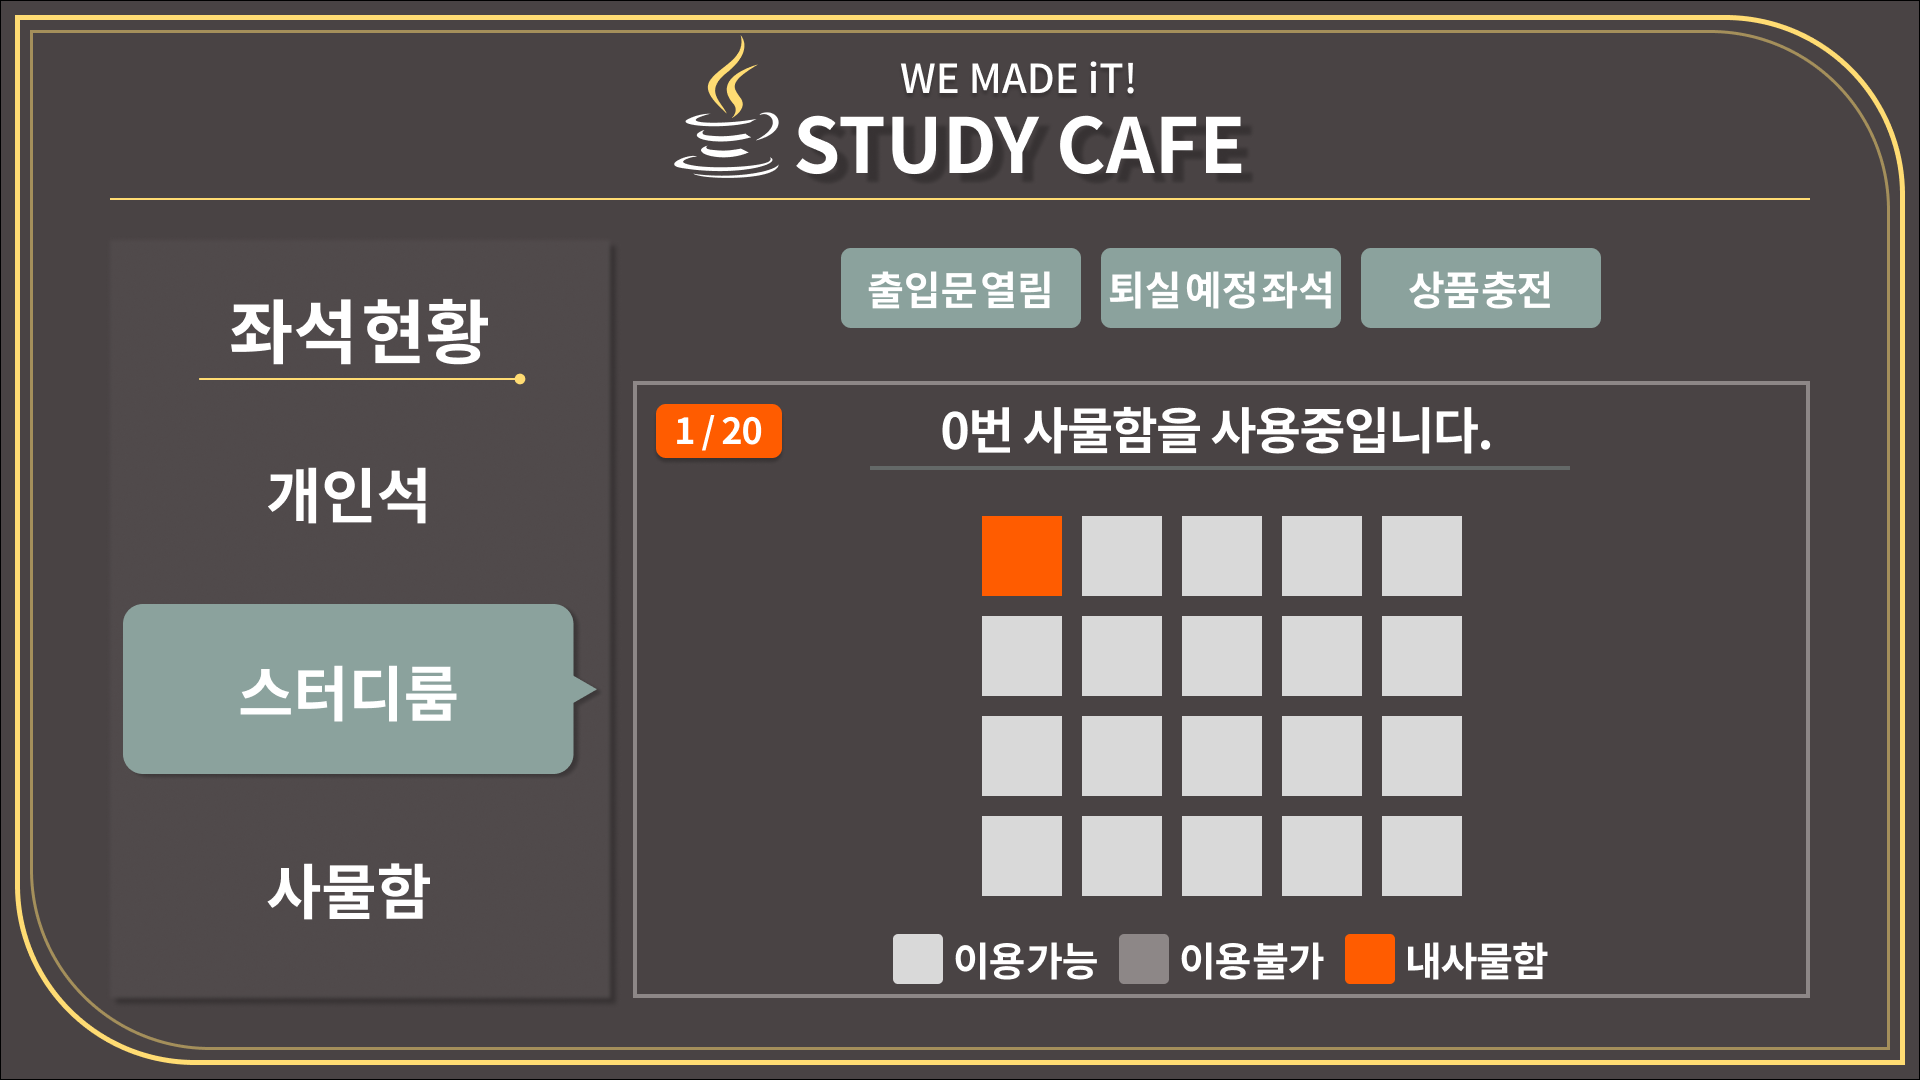 WE MADE iT!
STUDY CAFE
좌석현황
개인석
스터디룸
사물함
출입문열림
퇴실예정좌석
상품충전
1 / 20
0번 사물함을 사용중입니다.
이용가능
이용불가
내사물함